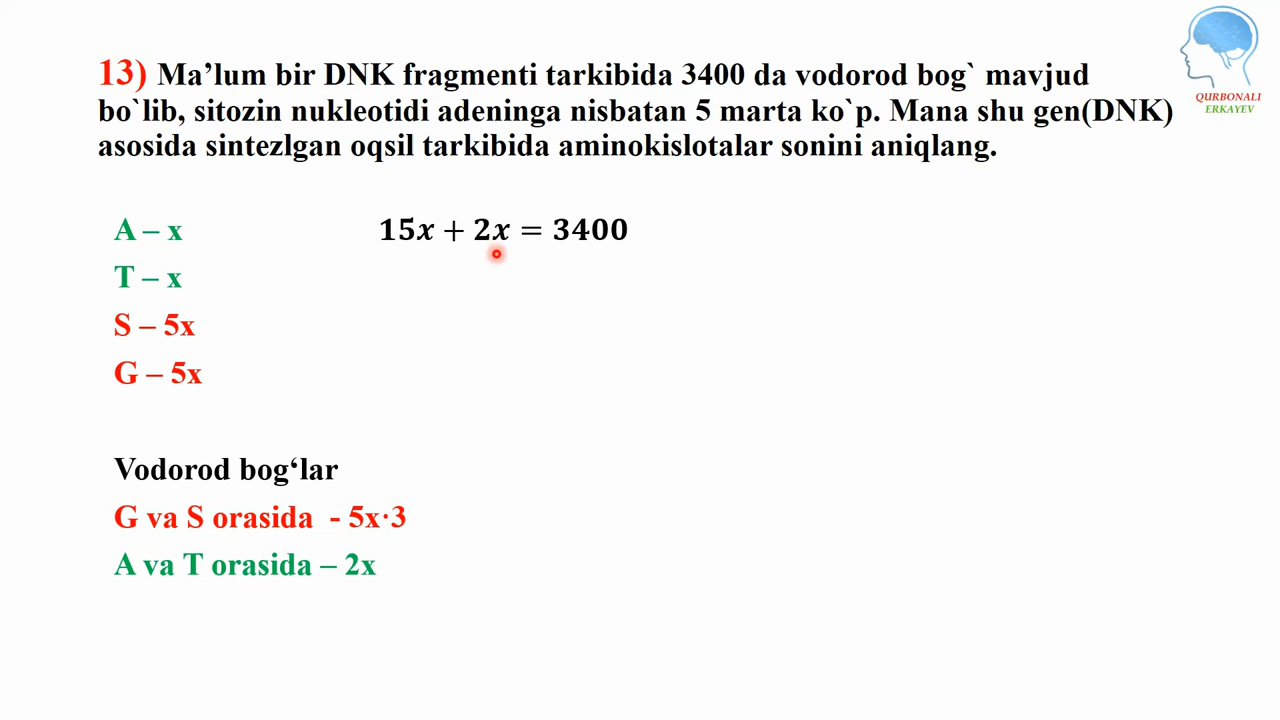 13) Ma’lum bir DNK fragmenti tarkibida 3400 da vodorod bog` mavjud
bo`lib, sitozin nukleotidi adeninga nisbatan 5 marta ko`p. Mana shu gen(DNK)
asosida sintezlgan oqsil tarkibida aminokislotalar sonini aniqlang.
QURBONALI
ERKAYEV
A – x
15x + 2x = 3400
T – x
S – 5x
G – 5x
Vodorod bog‘lar
G va S orasida - 5x·3
A va T orasida – 2x